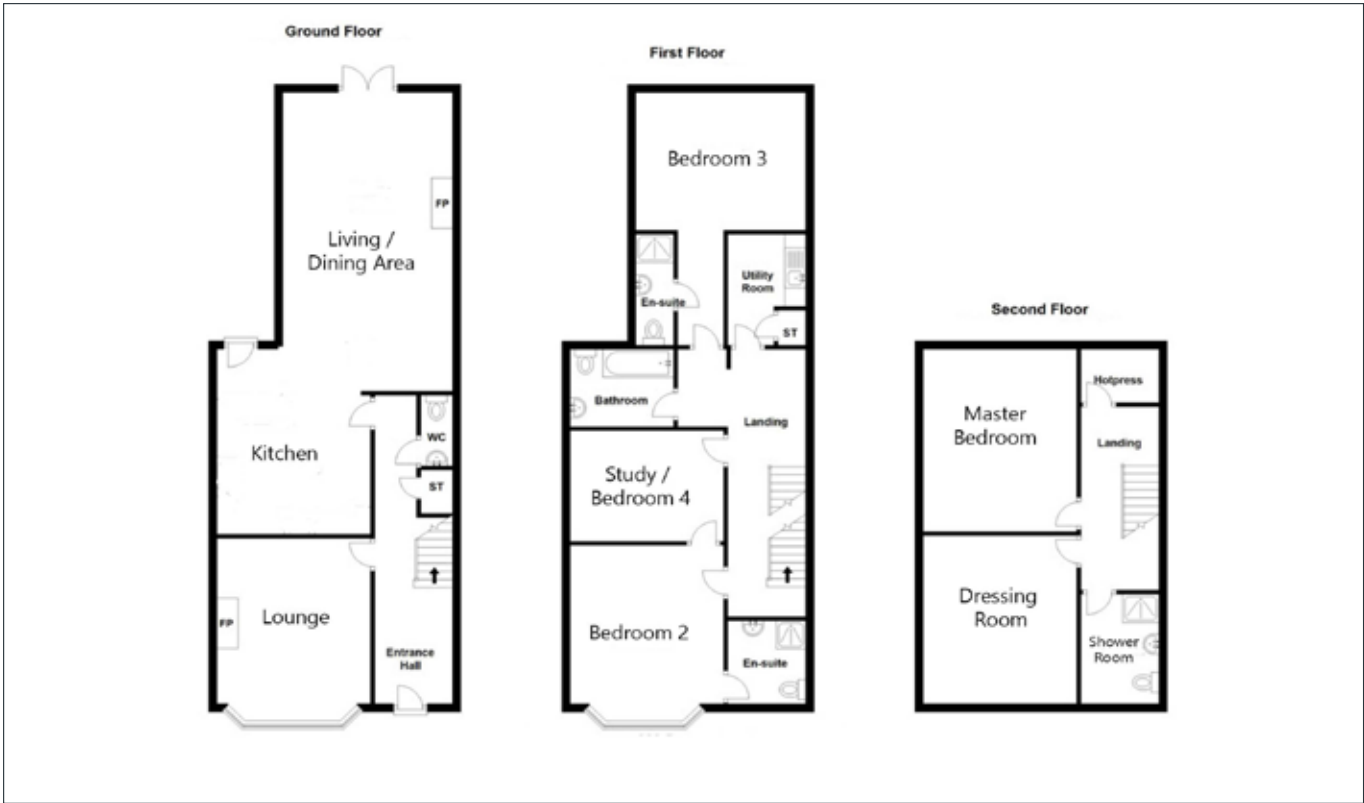 Ground Floor
FP
Living /
Dining Area
Kitchen
WC
ST
FP
Lounge
Entrance
Hall
First Floor
Bedroom 3
En-suite
Utility
Room
ST
Bathroom
Landing
Study /
Bedroom 4
Bedroom 2
En-suite
Second Floor
Hotpress
Master
Bedroom
Landing
Dressing
Room
Shower
Room